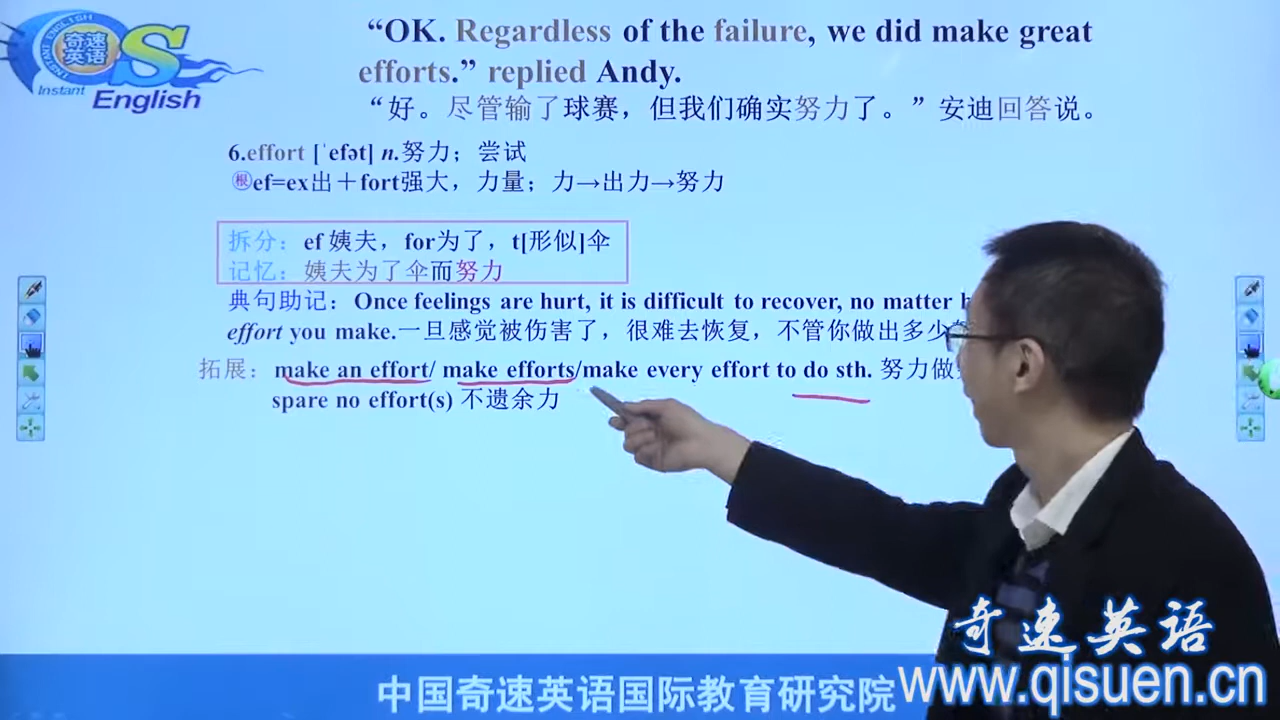 奇速
英语
INSTANT ENGLISH
S
Instant
English
“OK. Regardless of the failure, we did make great
efforts.” replied Andy.
“好。尽管输了球赛，但我们确实努力了。”安迪回答说。
6.effort [ˈefət] n.努力；尝试
根ef=ex出＋fort强大，力量；力→出力→努力
拆分：ef 姨夫，for为了，t[形似]伞
记忆：姨夫为了伞而努力
典句助记：Once feelings are hurt, it is difficult to recover, no matter
effort you make.一旦感觉被伤害了，很难去恢复，不管你做出多少
拓展：make an effort/ make efforts/make every effort to do sth. 努力做
spare no effort(s) 不遗余力
奇速英语
www.qisuen.cn
中国奇速英语国际教育研究院